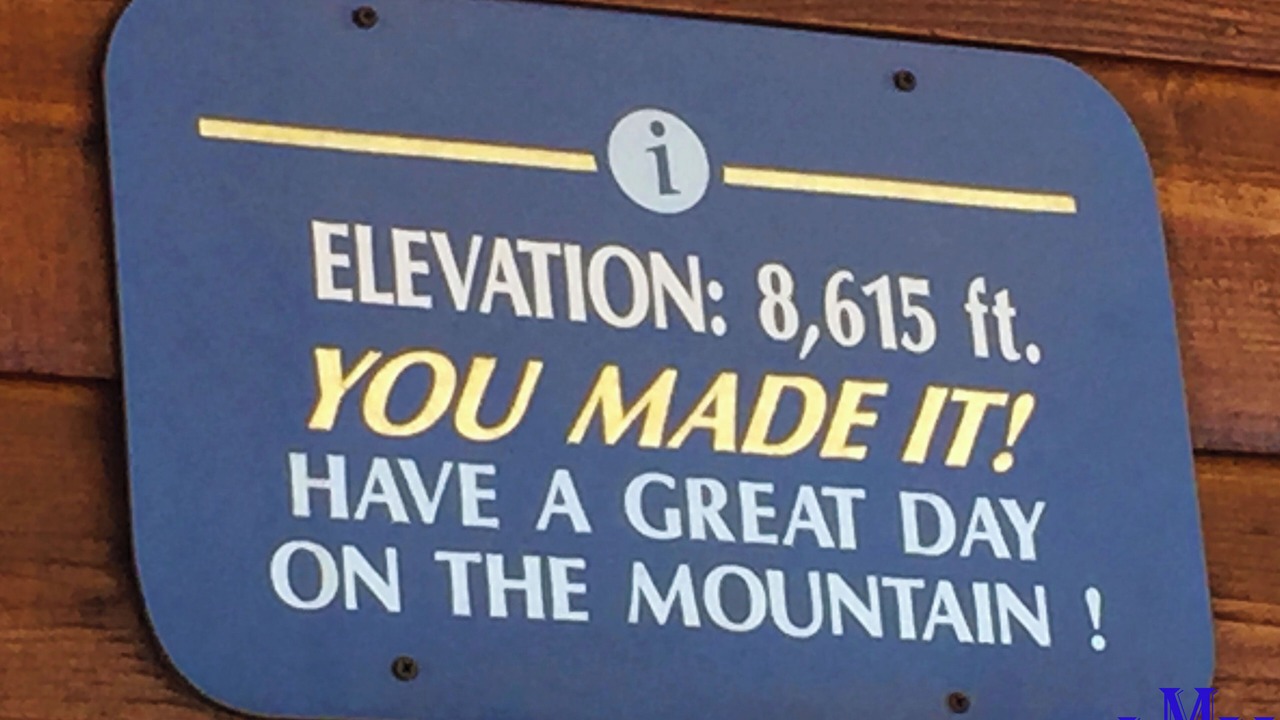 i
ELEVATION: 8,615 ft.
YOU MADE IT!
HAVE A GREAT DAY
ON THE MOUNTAIN !
M